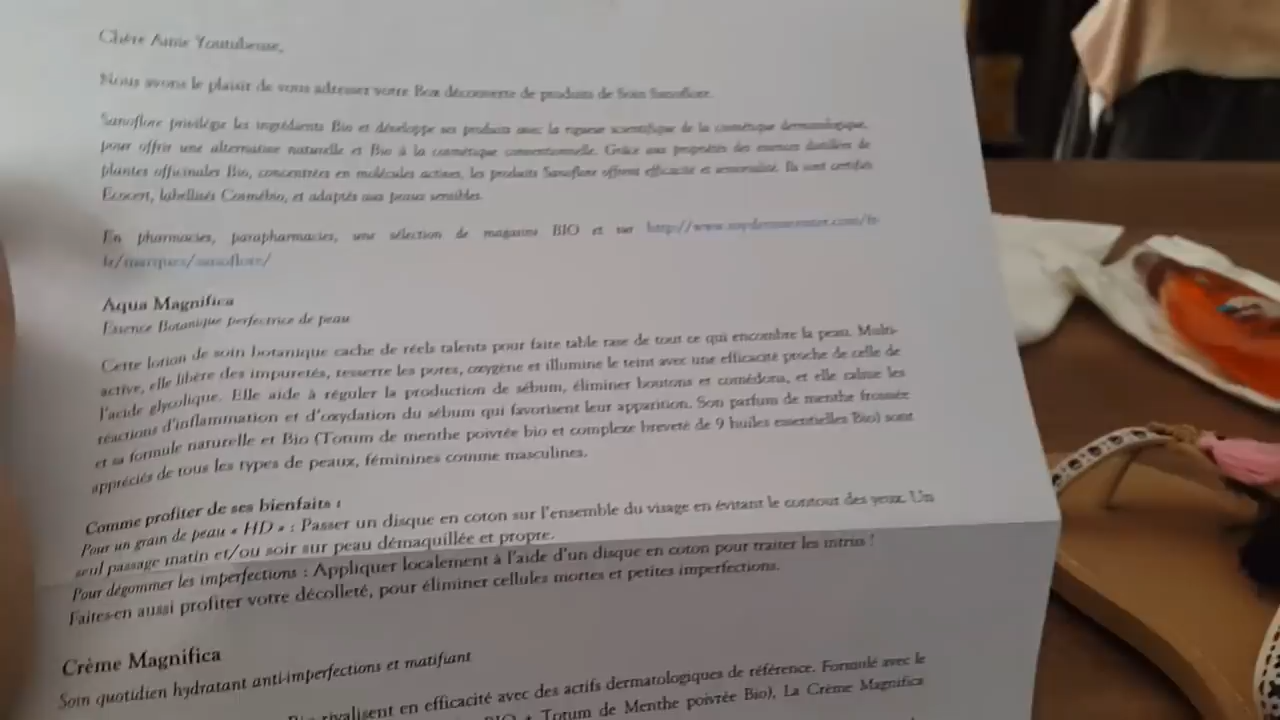 Chère Amie Youtubeuse,
Nous avons le plaisir de vous adresser votre Box découverte de produits de Soin Sanoflore.
Sanoflore privilégie les ingrédients Bio et développe ses produits avec la rigueur scientifique de la cosmétique dermatologique,
pour offrir une alternative naturelle et Bio à la cosmétique conventionnelle. Grâce aux propriétés des essences distillées de
plantes officinales Bio, concentrées en molécules actives, les produits Sanoflore offrent efficacité et sensorialité. Ils sont certifiés
Ecocert, labellisés Cosmébio, et adaptés aux peaux sensibles.
En pharmacies, parapharmacies, une sélection de magasins BIO et sur http://www.mydermacenter.com/fr-
fr/marques/sanoflore/
Aqua Magnifica
Essence Botanique perfectrice de peau
Cette lotion de soin botanique cache de réels talents pour faire table rase de tout ce qui encombre la peau. Multi-
active, elle libère des impuretés, resserre les pores, oxygène et illumine le teint avec une efficacité proche de celle de
l'acide glycolique. Elle aide à réguler la production de sébum, éliminer boutons et comédons, et elle calme les
réactions d'inflammation et d'oxydation du sébum qui favorisent leur apparition. Son parfum de menthe froissée
et sa formule naturelle et Bio (Totum de menthe poivrée bio et complexe breveté de 9 huiles essentielles Bio) sont
appréciés de tous les types de peaux, féminines comme masculines.
Comme profiter de ses bienfaits :
Pour un grain de peau « HD » : Passer un disque en coton sur l'ensemble du visage en évitant le contour des yeux. Un
seul passage matin et/ou soir sur peau démaquillée et propre.
Pour dégommer les imperfections : Appliquer localement à l'aide d'un disque en coton pour traiter les intrus !
Faites-en aussi profiter votre décolleté, pour éliminer cellules mortes et petites imperfections.
Crème Magnifica
Soin quotidien hydratant anti-imperfections et matifiant
rivalisent en efficacité avec des actifs dermatologiques de référence. Formulé avec le
Totum de Menthe poivrée Bio), La Crème Magnifica